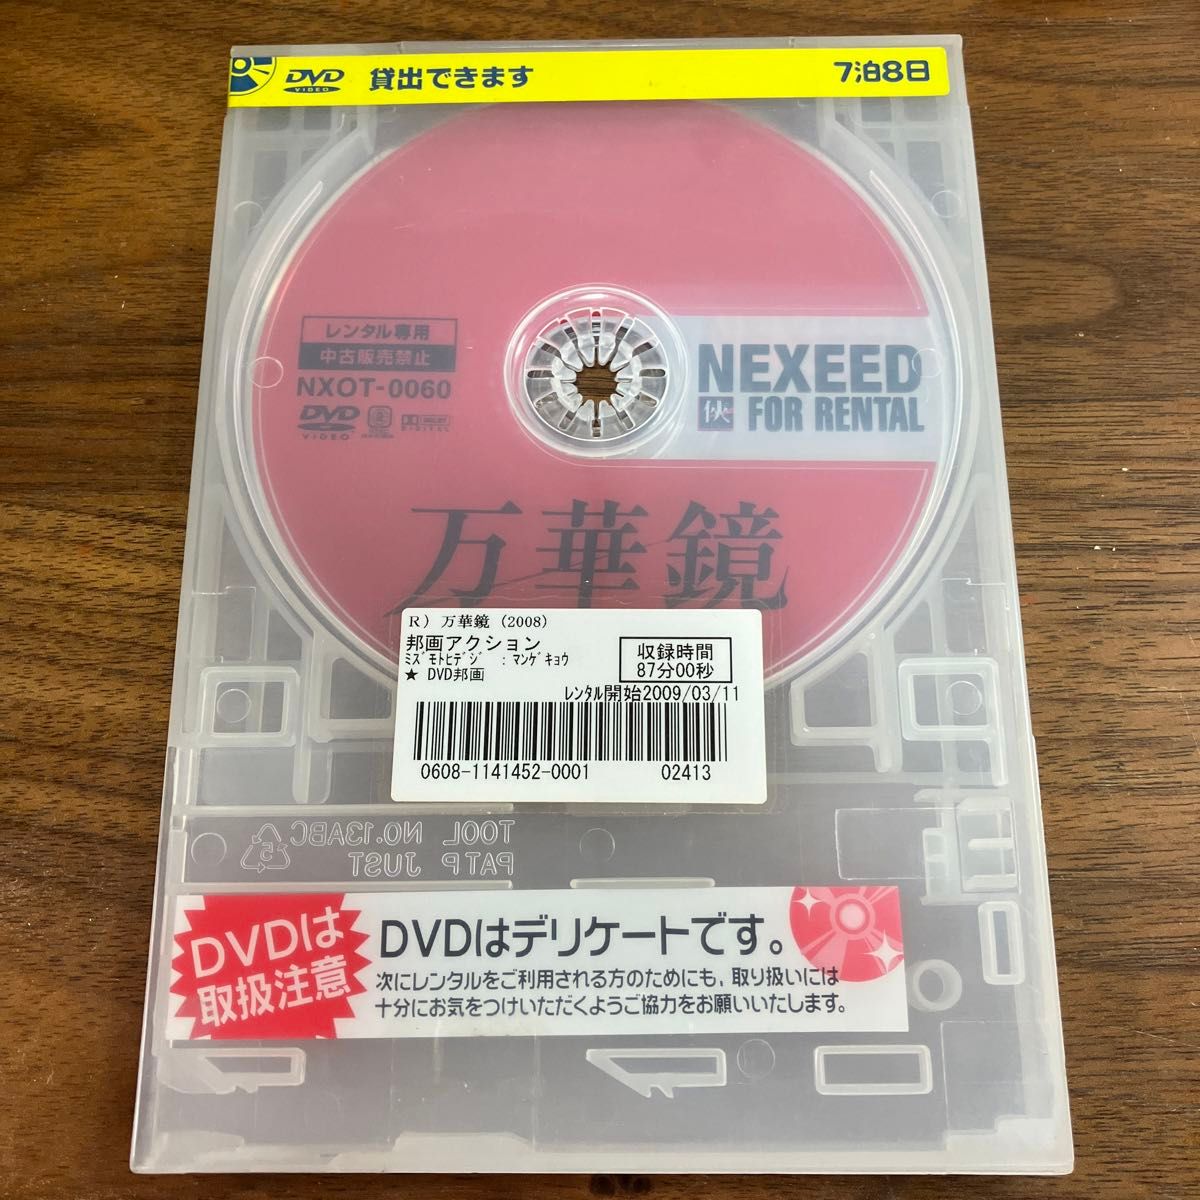 DVD VIDEO 貸出できます 7泊8日
レンタル専用
中古販売禁止
NXOT-0060
DVD VIDEO
DIGITAL
NEXEED
侠 FOR RENTAL
万華鏡
R) 万華鏡 (2008)
邦画アクション
ミズモトヒデジ :マンゲキョウ
★ DVD邦画
収録時間
87分00秒
レンタル開始2009/03/11
0608-1141452-0001 02413
TOOL NO.13ABC
PAT P JUST
5
DVDは
取扱注意
DVDはデリケートです。
次にレンタルをご利用される方のためにも、取り扱いには
十分にお気をつけいただくようご協力をお願いいたします。